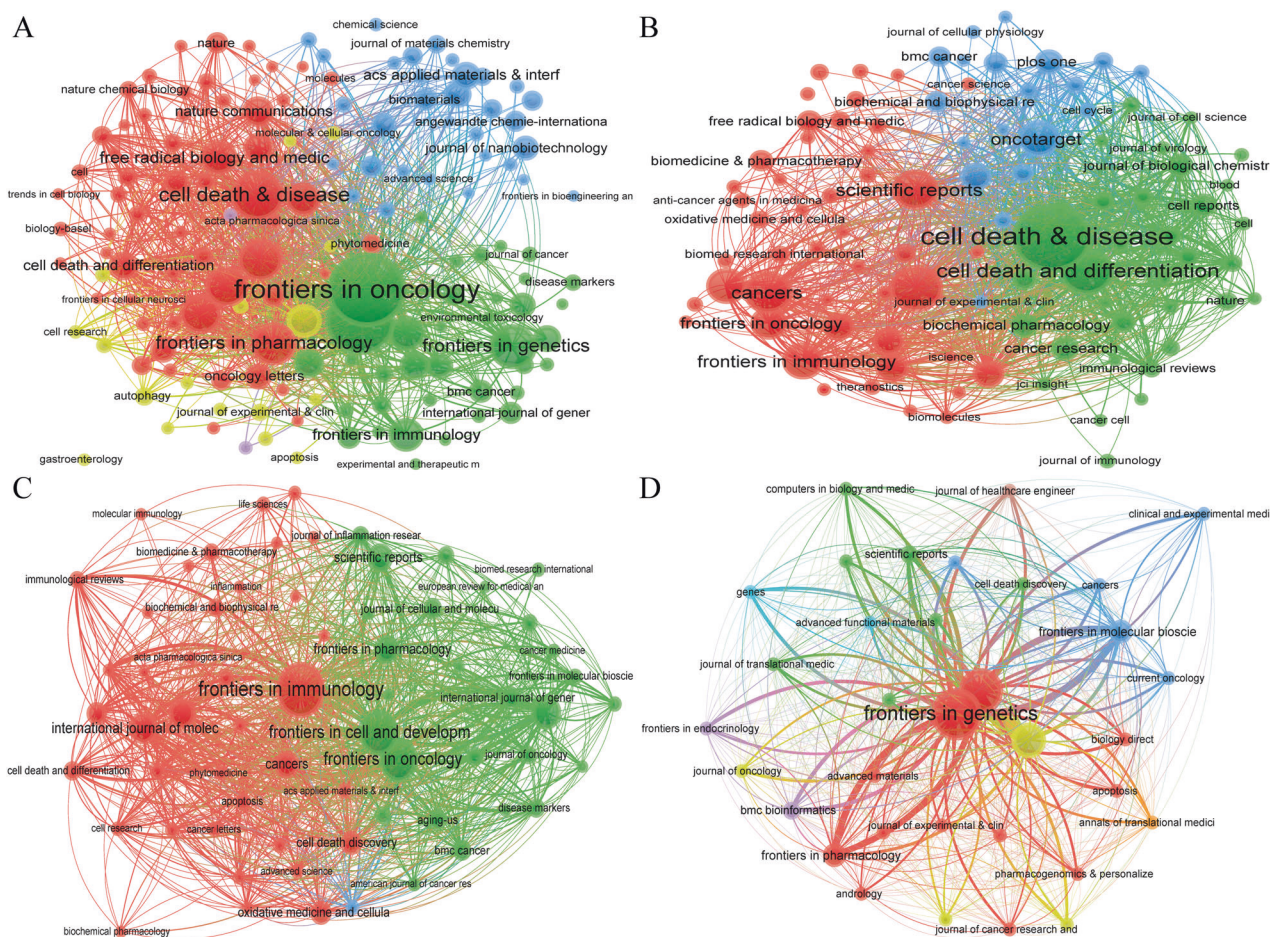 A
chemical science
nature
journal of materials chemistry
molecules
acs applied materials & interf
nature chemical biology
biomaterials
nature communications
angewandte chemie-internationa
molecular & cellular oncology
journal of nanobiotechnology
free radical biology and medic
cell
advanced science
trends in cell biology
cell death & disease
frontiers in bioengineering an
acta pharmacologica sinica
biology-basel
phytomedicine
journal of cancer
cell death and differentiation
disease markers
frontiers in oncology
frontiers in cellular neurosci
environmental toxicology
cell research
frontiers in pharmacology
frontiers in genetics
oncology letters
bmc cancer
autophagy
journal of experimental & clin
international journal of gener
frontiers in immunology
gastroenterology
apoptosis
experimental and therapeutic m
B
journal of cellular physiology
bmc cancer
plos one
cancer science
biochemical and biophysical re
cell cycle
journal of cell science
free radical biology and medic
oncotarget
journal of virology
biomedicine & pharmacotherapy
journal of biological chemistr
blood
scientific reports
anti-cancer agents in medicina
cell reports
oxidative medicine and cellula
cell
cell death & disease
biomed research international
cell death and differentiation
cancers
journal of experimental & clin
nature
frontiers in oncology
biochemical pharmacology
cancer research
frontiers in immunology
iscience
immunological reviews
theranostics
jci insight
biomolecules
cancer cell
journal of immunology
C
life sciences
molecular immunology
journal of inflammation resear
biomedicine & pharmacotherapy
scientific reports
biomed research international
immunological reviews
inflammation
european review for medical an
biochemical and biophysical re
journal of cellular and molecu
acta pharmacologica sinica
frontiers in pharmacology
cancer medicine
frontiers in molecular bioscie
frontiers in immunology
international journal of gener
international journal of molec
frontiers in cell and developm
journal of oncology
cell death and differentiation
phytomedicine
cancers
frontiers in oncology
acs applied materials & interf
apoptosis
disease markers
cell research
cancer letters
aging-us
cell death discovery
bmc cancer
advanced science
american journal of cancer res
oxidative medicine and cellula
biochemical pharmacology
D
computers in biology and medic
journal of healthcare engineer
clinical and experimental medi
scientific reports
cell death discovery
cancers
genes
advanced functional materials
frontiers in molecular bioscie
journal of translational medic
current oncology
frontiers in genetics
frontiers in endocrinology
biology direct
journal of oncology
advanced materials
apoptosis
bmc bioinformatics
journal of experimental & clin
annals of translational medici
frontiers in pharmacology
pharmacogenomics & personalize
andrology
journal of cancer research and